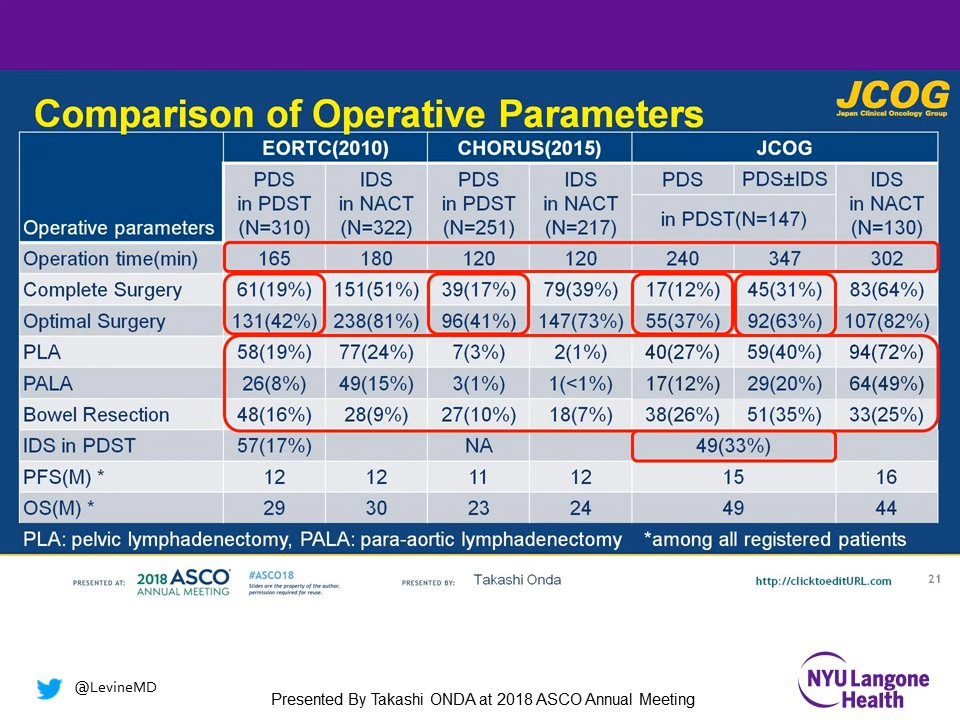 JCOG
Japan Clinical Oncology Group
Comparison of Operative Parameters
EORTC(2010) CHORUS(2015) JCOG
Operative parameters PDS in PDST (N=310) IDS in NACT (N=322) PDS in PDST (N=251) IDS in NACT (N=217) PDS PDS±IDS in PDST(N=147) IDS in NACT (N=130)
Operation time(min) 165 180 120 120 240 347 302
Complete Surgery 61(19%) 151(51%) 39(17%) 79(39%) 17(12%) 45(31%) 83(64%)
Optimal Surgery 131(42%) 238(81%) 96(41%) 147(73%) 55(37%) 92(63%) 107(82%)
PLA 58(19%) 77(24%) 7(3%) 2(1%) 40(27%) 59(40%) 94(72%)
PALA 26(8%) 49(15%) 3(1%) 1(<1%) 17(12%) 29(20%) 64(49%)
Bowel Resection 48(16%) 28(9%) 27(10%) 18(7%) 38(26%) 51(35%) 33(25%)
IDS in PDST 57(17%) NA 49(33%)
PFS(M) * 12 12 11 12 15 16
OS(M) * 29 30 23 24 49 44
PLA: pelvic lymphadenectomy, PALA: para-aortic lymphadenectomy *among all registered patients
PRESENTED AT: 2018 ASCO ANNUAL MEETING #ASCO18 Slides are the property of the author, permission required for reuse. PRESENTED BY: Takashi Onda http://clicktoeditURL.com 21
@LevineMD
Presented By Takashi ONDA at 2018 ASCO Annual Meeting
NYU Langone
Health